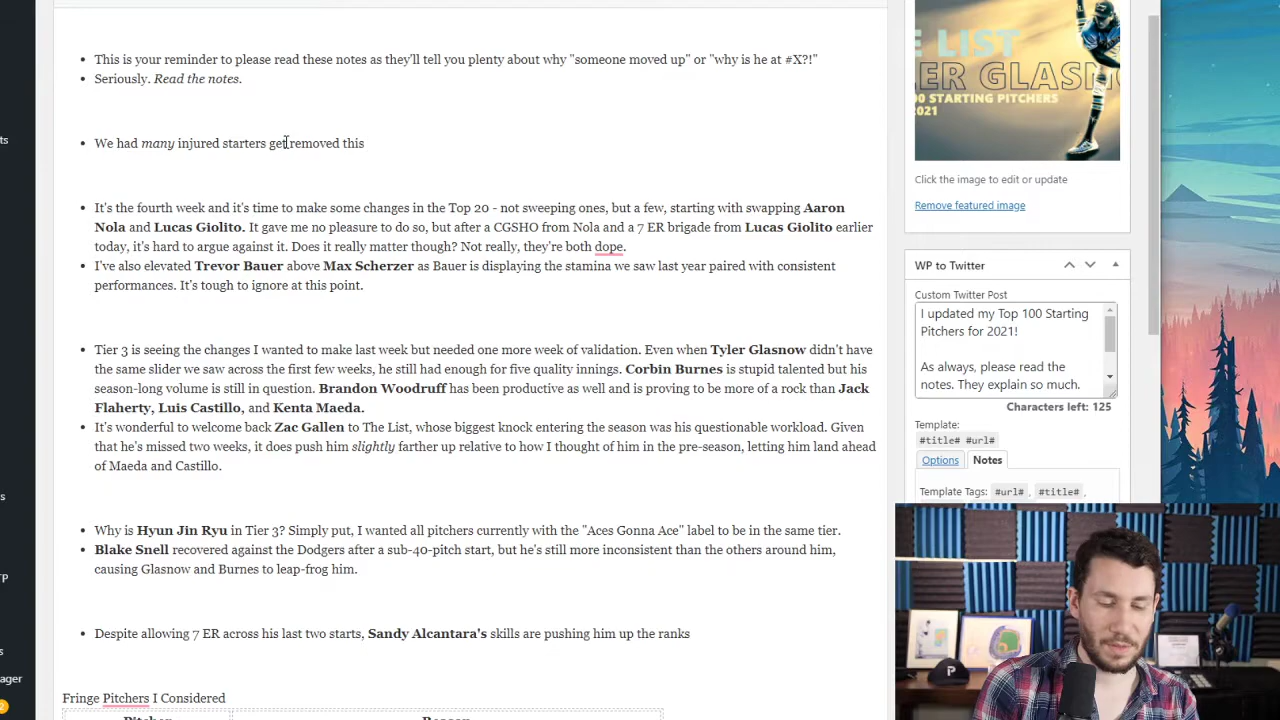 This is your reminder to please read these notes as they'll tell you plenty about why "someone moved up" or "why is he at #X?!"
Seriously. Read the notes.
We had many injured starters get removed this
It's the fourth week and it's time to make some changes in the Top 20 - not sweeping ones, but a few, starting with swapping Aaron
Nola and Lucas Giolito. It gave me no pleasure to do so, but after a CGSHO from Nola and a 7 ER brigade from Lucas Giolito earlier
today, it's hard to argue against it. Does it really matter though? Not really, they're both dope.
I've also elevated Trevor Bauer above Max Scherzer as Bauer is displaying the stamina we saw last year paired with consistent
performances. It's tough to ignore at this point.
Tier 3 is seeing the changes I wanted to make last week but needed one more week of validation. Even when Tyler Glasnow didn't have
the same slider we saw across the first few weeks, he still had enough for five quality innings. Corbin Burnes is stupid talented but his
season-long volume is still in question. Brandon Woodruff has been productive as well and is proving to be more of a rock than Jack
Flaherty, Luis Castillo, and Kenta Maeda.
It's wonderful to welcome back Zac Gallen to The List, whose biggest knock entering the season was his questionable workload. Given
that he's missed two weeks, it does push him slightly farther up relative to how I thought of him in the pre-season, letting him land ahead
of Maeda and Castillo.
Why is Hyun Jin Ryu in Tier 3? Simply put, I wanted all pitchers currently with the "Aces Gonna Ace" label to be in the same tier.
Blake Snell recovered against the Dodgers after a sub-40-pitch start, but he's still more inconsistent than the others around him,
causing Glasnow and Burnes to leap-frog him.
Despite allowing 7 ER across his last two starts, Sandy Alcantara's skills are pushing him up the ranks
Fringe Pitchers I Considered
E LIST
ER GLASNO
00 STARTING PITCHERS
2021
Click the image to edit or update
Remove featured image
WP to Twitter
Custom Twitter Post
I updated my Top 100 Starting
Pitchers for 2021!
As always, please read the
notes. They explain so much.
Characters left: 125
Template:
#title# #url#
Options Notes
Template Tags: #url# , #title# ,
ts
s
TP
s
nager
2
P